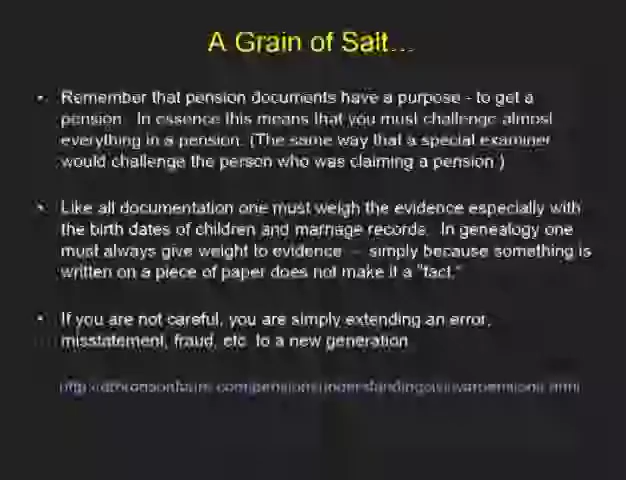 A Grain of Salt...
• Remember that pension documents have a purpose - to get a
pension. In essence this means that you must challenge almost
everything in a pension. (The same way that a special examiner
would challenge the person who was claiming a pension.)
• Like all documentation one must weigh the evidence especially with
the birth dates of children and marriage records. In genealogy one
must always give weight to evidence -- simply because something is
written on a piece of paper does not make it a "fact."
• If you are not careful, you are simply extending an error,
misstatement, fraud, etc. to a new generation.